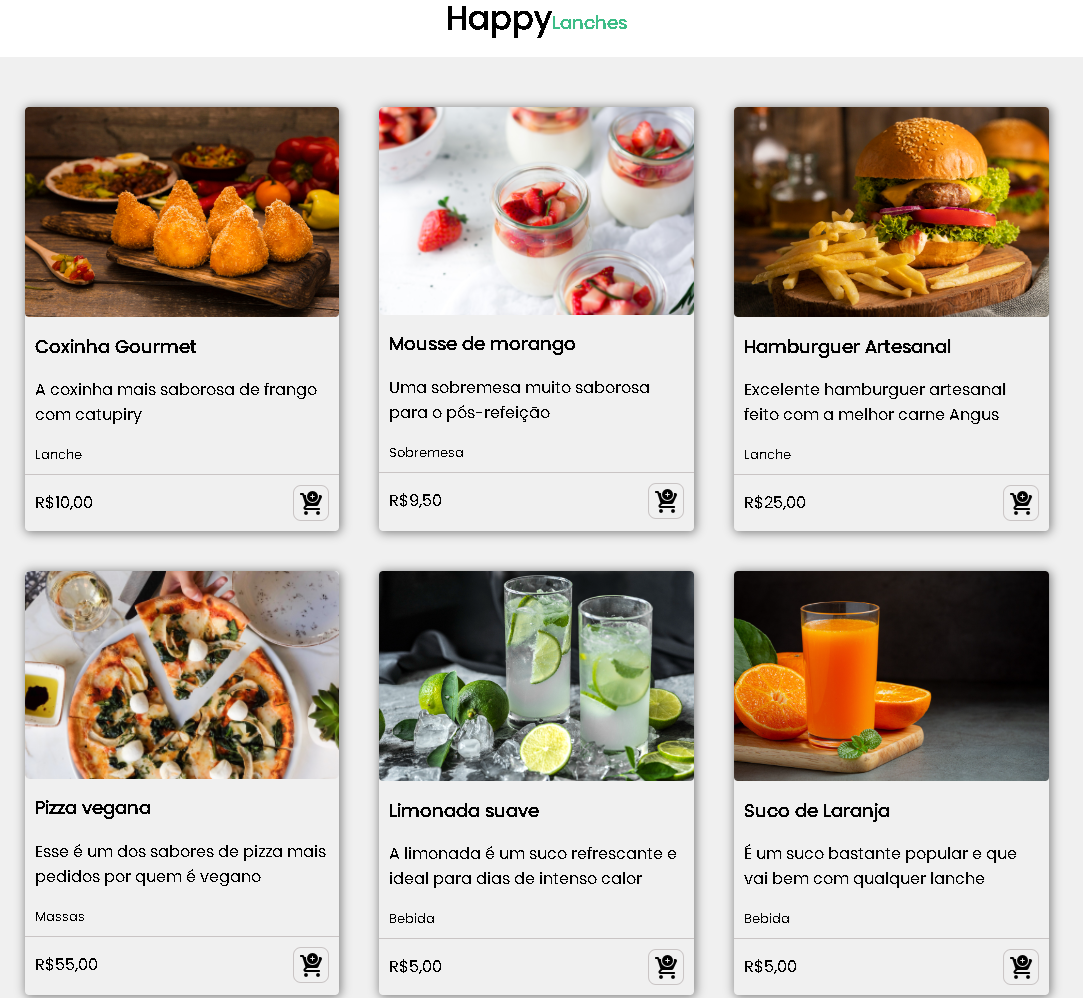 HappyLanches
Coxinha Gourmet
A coxinha mais saborosa de frango
com catupiry
Lanche
R$10,00
Mousse de morango
Uma sobremesa muito saborosa
para o pós-refeição
Sobremesa
R$9,50
Hamburguer Artesanal
Excelente hamburguer artesanal
feito com a melhor carne Angus
Lanche
R$25,00
Pizza vegana
Esse é um dos sabores de pizza mais
pedidos por quem é vegano
Massas
R$55,00
Limonada suave
A limonada é um suco refrescante e
ideal para dias de intenso calor
Bebida
R$5,00
Suco de Laranja
É um suco bastante popular e que
vai bem com qualquer lanche
Bebida
R$5,00